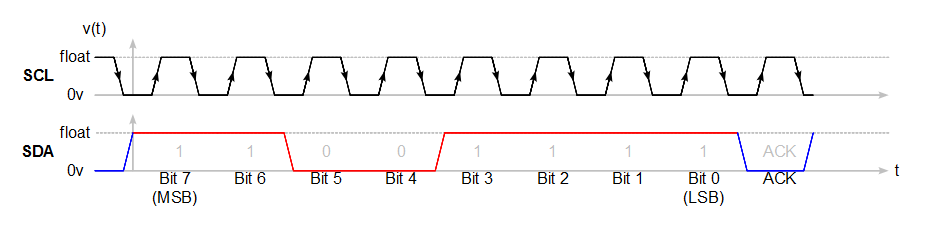 v(t)
float
SCL
0v
float
SDA
1 1 0 0 1 1 1 1 ACK
0v
t
Bit 7 Bit 6 Bit 5 Bit 4 Bit 3 Bit 2 Bit 1 Bit 0 ACK
(MSB) (LSB)